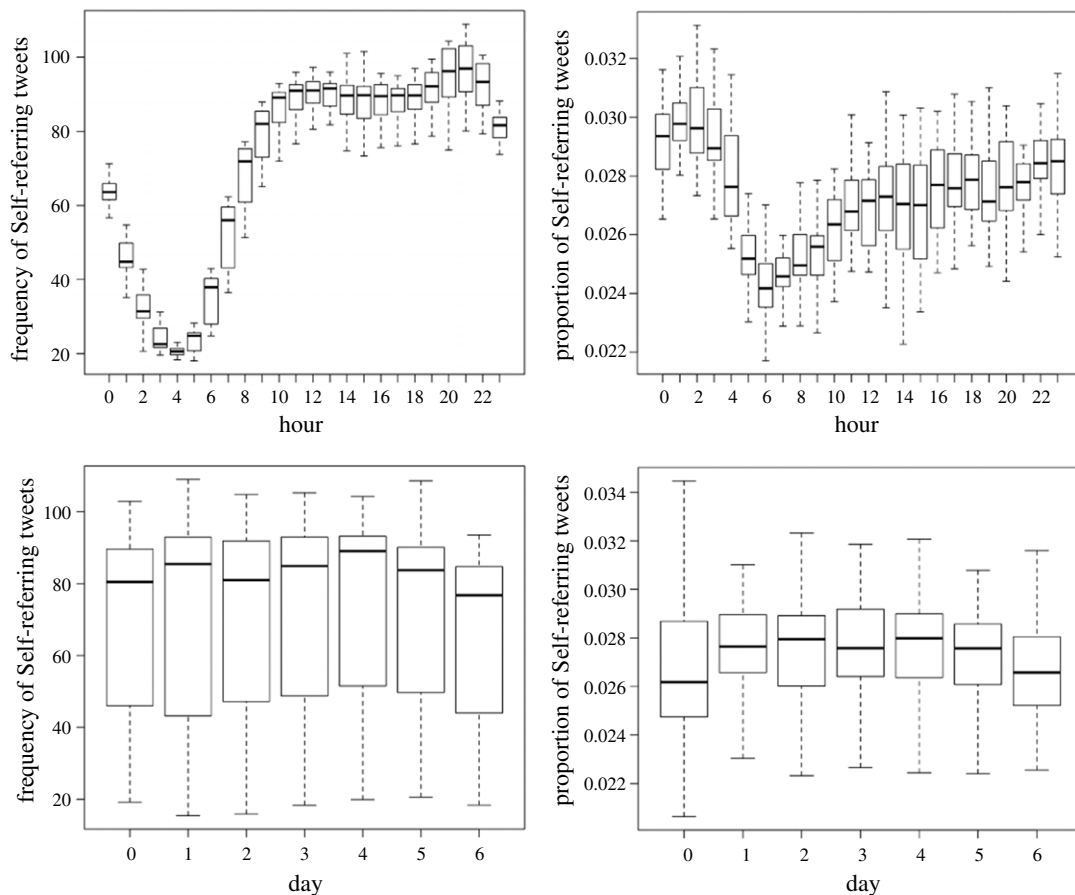 frequency of Self-referring tweets
100
80
60
40
20
0 2 4 6 8 10 12 14 16 18 20 22
hour
proportion of Self-referring tweets
0.032
0.030
0.028
0.026
0.024
0.022
0 2 4 6 8 10 12 14 16 18 20 22
hour
frequency of Self-referring tweets
100
80
60
40
20
0 1 2 3 4 5 6
day
proportion of Self-referring tweets
0.034
0.032
0.030
0.028
0.026
0.024
0.022
0 1 2 3 4 5 6
day